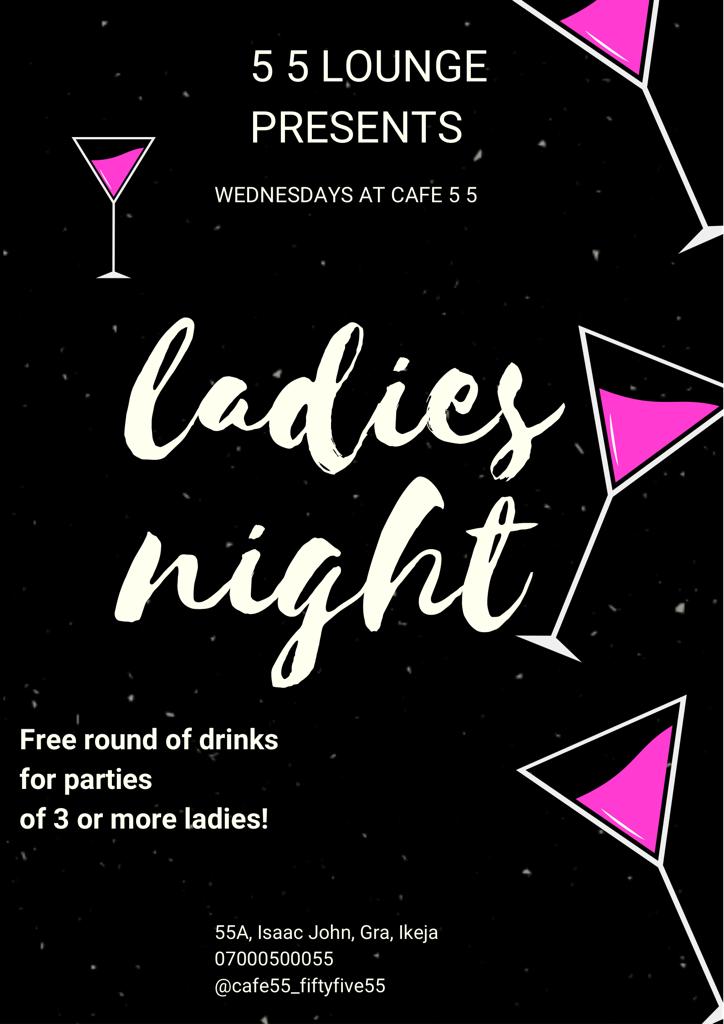 5 5 LOUNGE
PRESENTS
WEDNESDAYS AT CAFE 5 5
ladies
night
Free round of drinks
for parties
of 3 or more ladies!
55A, Isaac John, Gra, Ikeja
07000500055
@cafe55_fiftyfive55